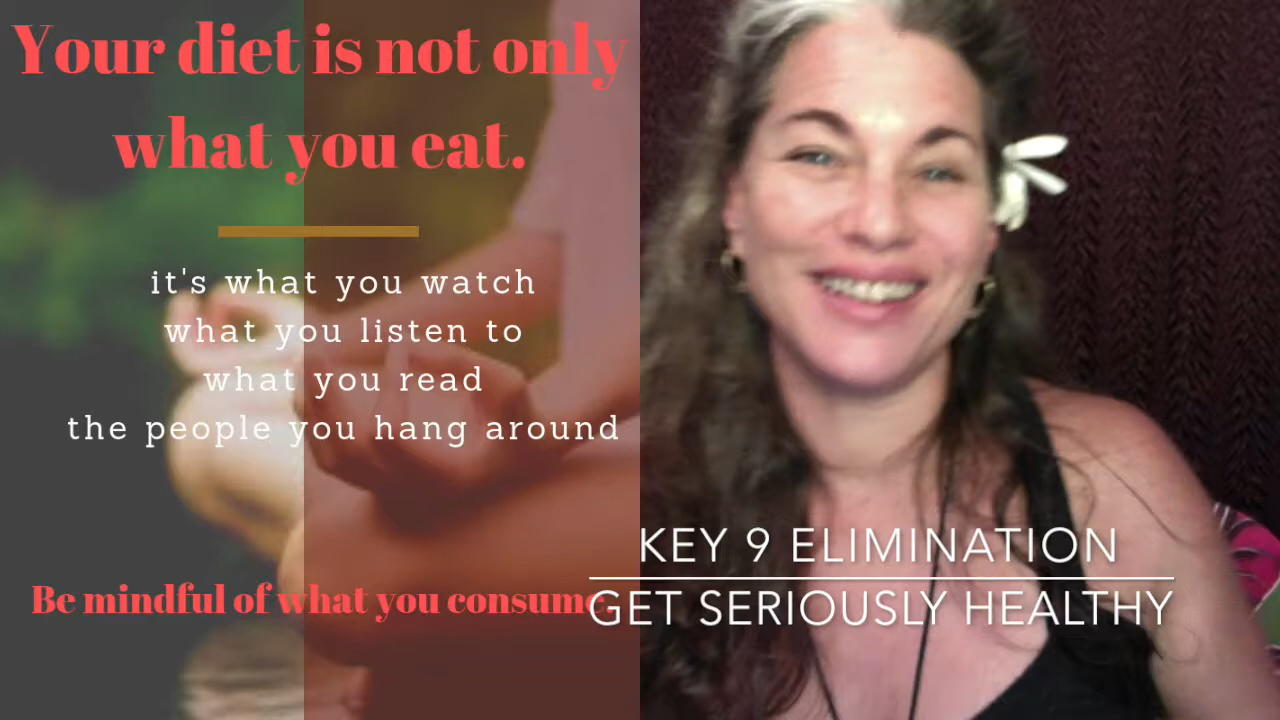 Your diet is not only
what you eat.
it's what you watch
what you listen to
what you read
the people you hang around
Be mindful of what you consume.
KEY 9 ELIMINATION
GET SERIOUSLY HEALTHY